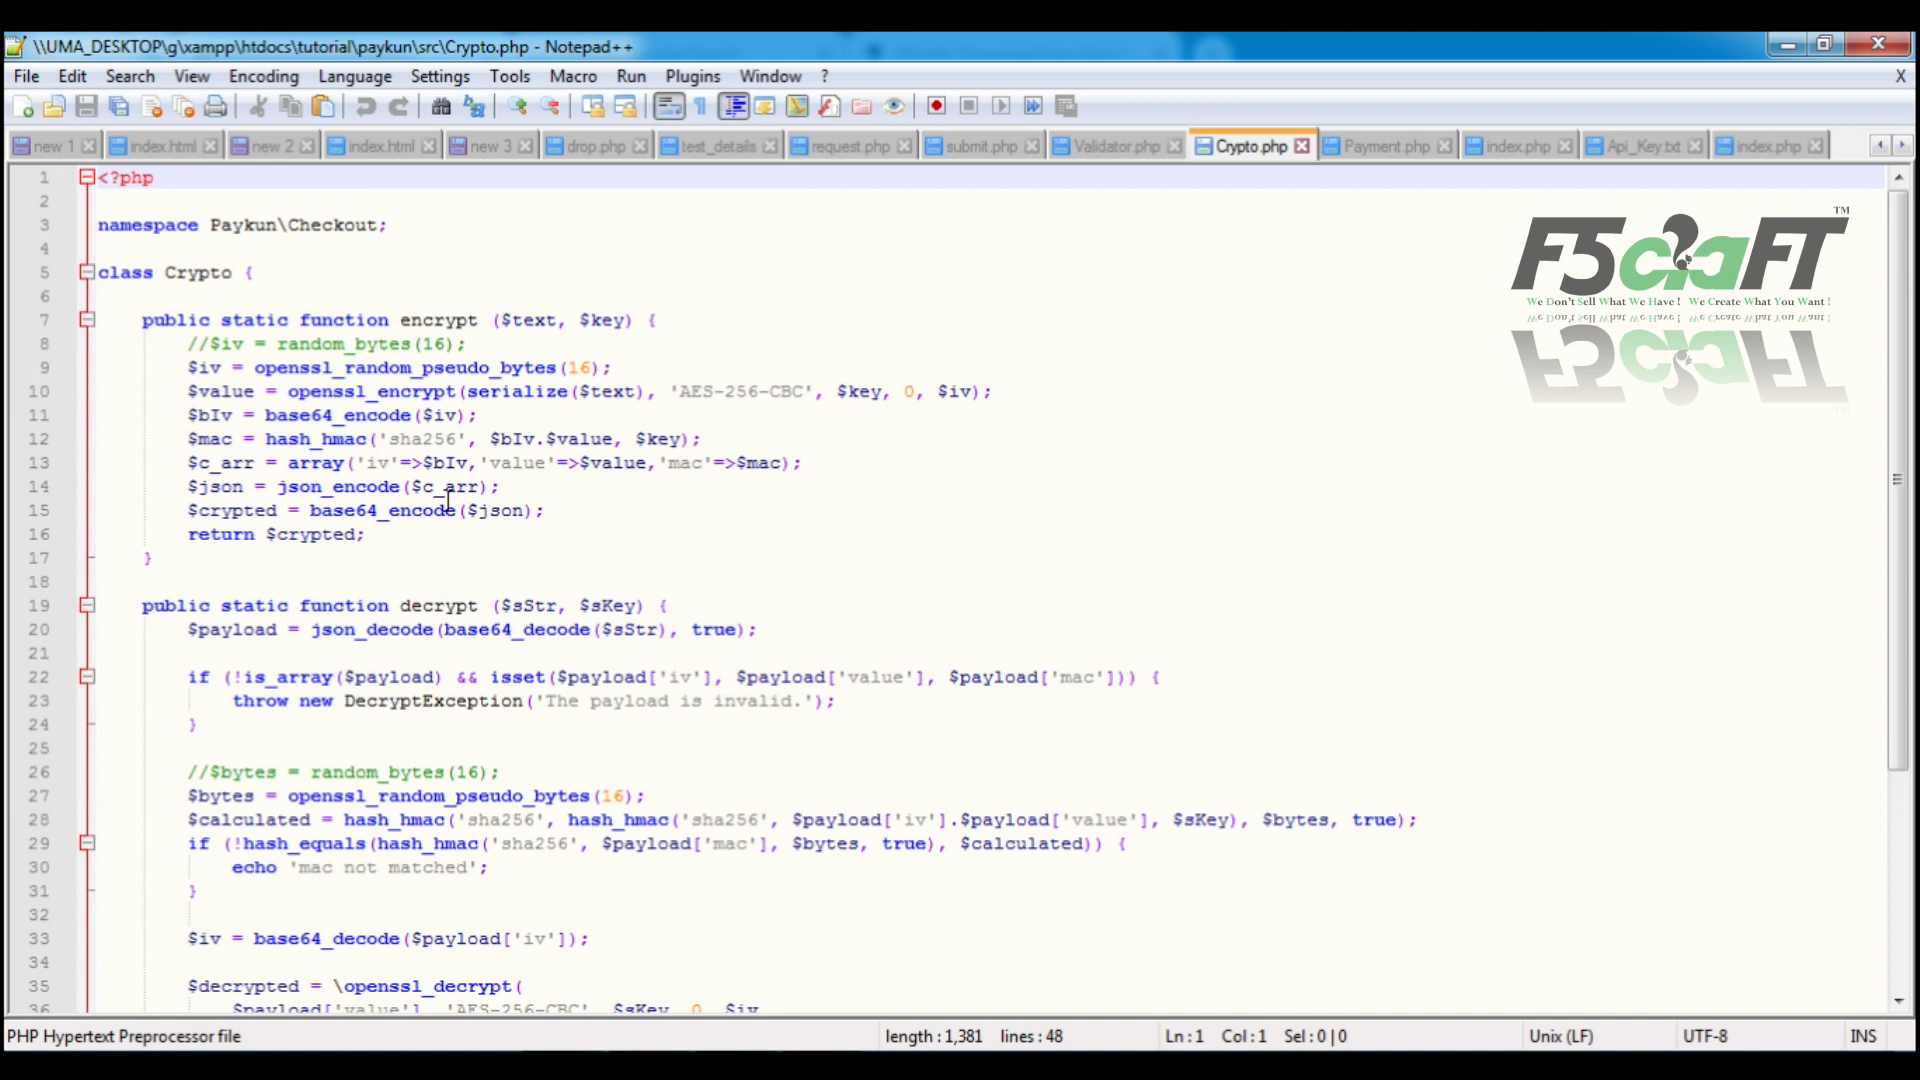 \\UMA_DESKTOP\g\xampp\htdocs\tutorial\paykun\src\Crypto.php - Notepad++
File Edit Search View Encoding Language Settings Tools Macro Run Plugins Window ? X
new 1 index.html new 2 index.html new 3 drop.php test_details request.php submit.php Validator.php Crypto.php Payment.php index.php Api_Key.txt index.php
1 <?php
2
3 namespace Paykun\Checkout;
4
5 class Crypto {
6
7 public static function encrypt ($text, $key) {
8 //$iv = random_bytes(16);
9 $iv = openssl_random_pseudo_bytes(16);
10 $value = openssl_encrypt(serialize($text), 'AES-256-CBC', $key, 0, $iv);
11 $bIv = base64_encode($iv);
12 $mac = hash_hmac('sha256', $bIv.$value, $key);
13 $c_arr = array('iv'=>$bIv,'value'=>$value,'mac'=>$mac);
14 $json = json_encode($c_arr);
15 $crypted = base64_encode($json);
16 return $crypted;
17 }
18
19 public static function decrypt ($sStr, $sKey) {
20 $payload = json_decode(base64_decode($sStr), true);
21
22 if (!is_array($payload) && isset($payload['iv'], $payload['value'], $payload['mac'])) {
23 throw new DecryptException('The payload is invalid.');
24 }
25
26 //$bytes = random_bytes(16);
27 $bytes = openssl_random_pseudo_bytes(16);
28 $calculated = hash_hmac('sha256', hash_hmac('sha256', $payload['iv'].$payload['value'], $sKey), $bytes, true);
29 if (!hash_equals(hash_hmac('sha256', $payload['mac'], $bytes, true), $calculated)) {
30 echo 'mac not matched';
31 }
32
33 $iv = base64_decode($payload['iv']);
34
35 $decrypted = \openssl_decrypt(
36 $payload['value'], 'AES-256-CBC', $sKey, 0, $iv
F5craFT TM
We Don't Sell What We Have ! We Create What You Want !
PHP Hypertext Preprocessor file length : 1,381 lines : 48 Ln : 1 Col : 1 Sel : 0 | 0 Unix (LF) UTF-8 INS